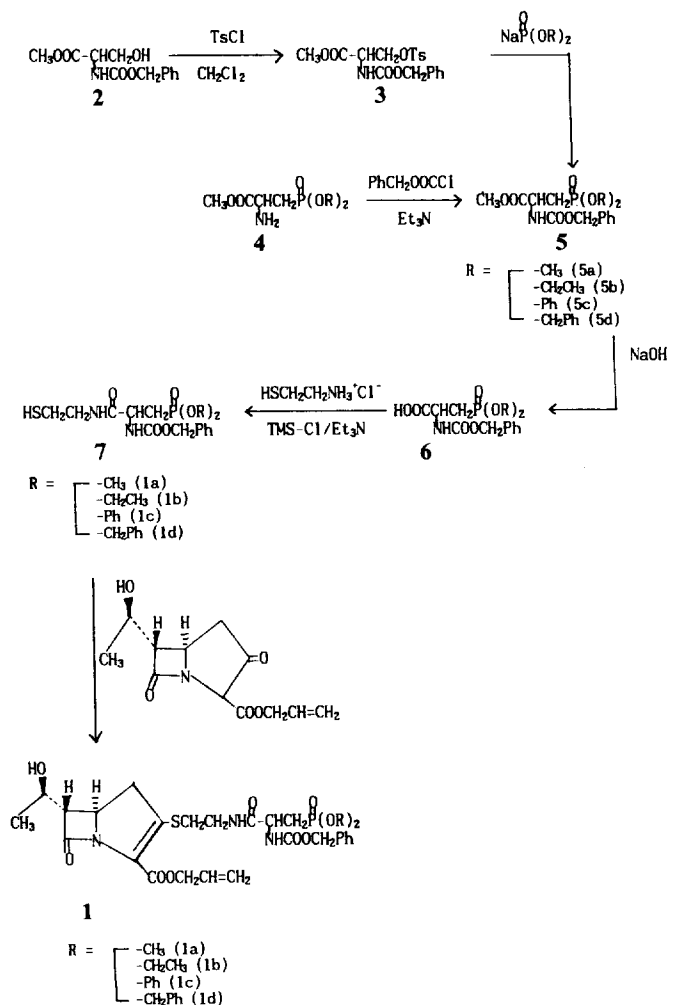 TsCl
CH₂Cl₂
CH₃OOC-CHCH₂OH
NHCOOCH₂Ph
2
CH₃OOC-CHCH₂OTs
NHCOOCH₂Ph
3
O
NaP(OR)₂
O
CH₃OOCCHCH₂P(OR)₂
NH₂
4
PhCH₂OOCCl
Et₃N
O
CH₃OOCCHCH₂P(OR)₂
NHCOOCH₂Ph
5
R =
-CH₃ (5a)
-CH₂CH₃ (5b)
-Ph (5c)
-CH₂Ph (5d)
NaOH
O
HOOCCHCH₂P(OR)₂
NHCOOCH₂Ph
6
HSCH₂CH₂NH₃⁺Cl⁻
TMS-Cl/Et₃N
O O
HSCH₂CH₂NHC-CHCH₂P(OR)₂
NHCOOCH₂Ph
7
R =
-CH₃ (1a)
-CH₂CH₃ (1b)
-Ph (1c)
-CH₂Ph (1d)
HO
H H
CH₃
O
N
O
COOCH₂CH=CH₂
HO
H H
CH₃
O
N
O O
SCH₂CH₂NHC-CHCH₂P(OR)₂
NHCOOCH₂Ph
COOCH₂CH=CH₂
1
R =
-CH₃ (1a)
-CH₂CH₃ (1b)
-Ph (1c)
-CH₂Ph (1d)